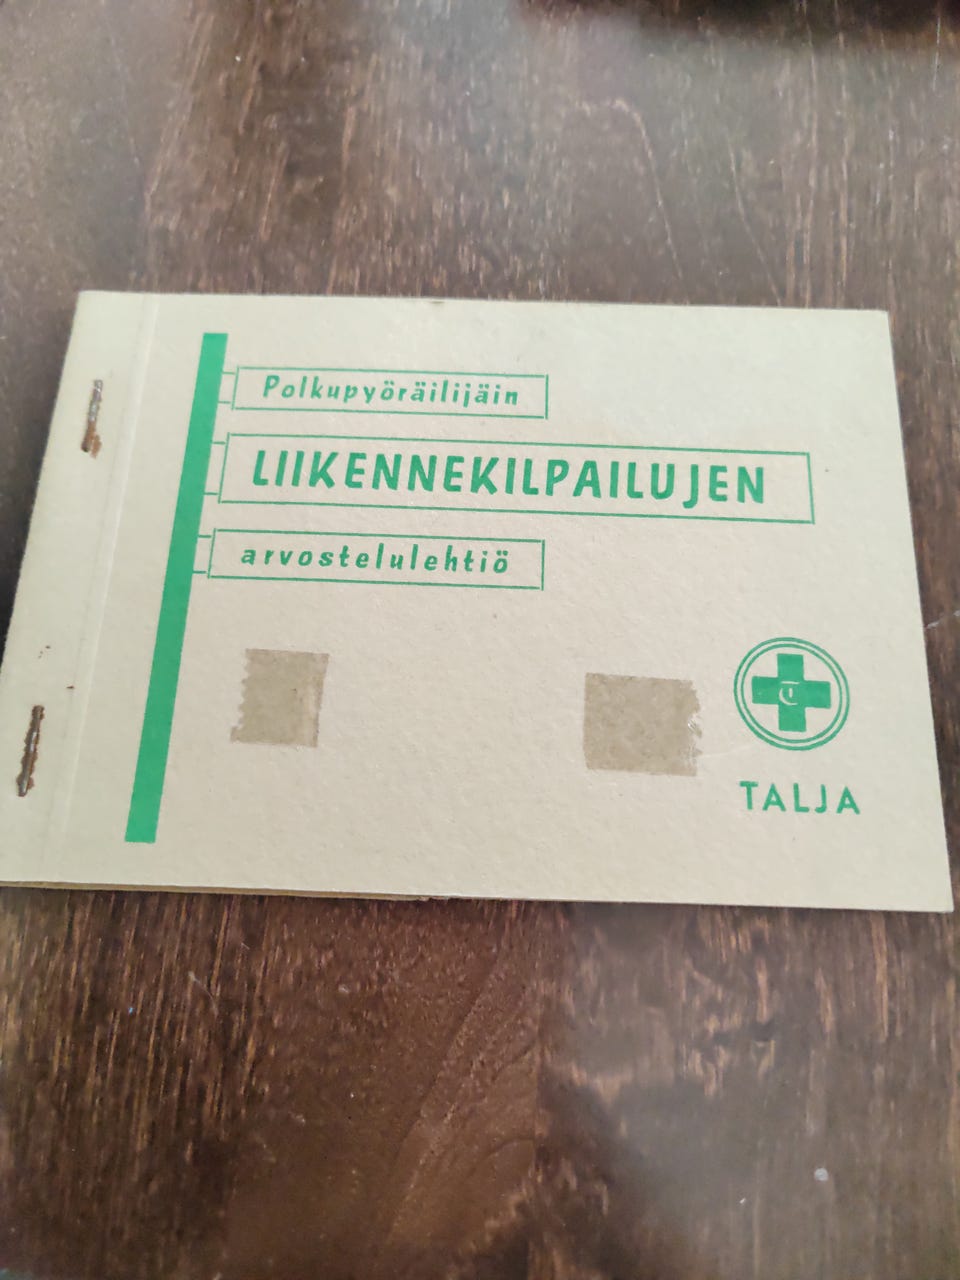 Polkupyöräilijäin
LIIKENNEKILPAILUJEN
arvostelulehtiö
T
TALJA